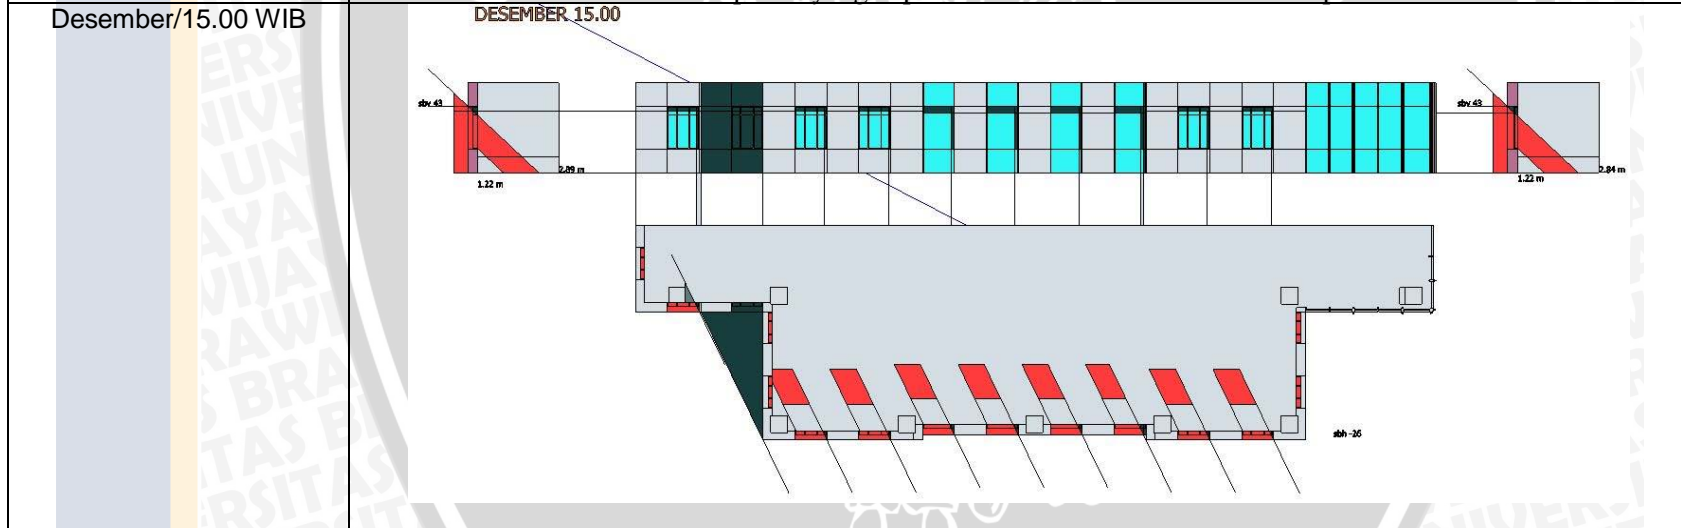 Desember/15.00 WIB
DESEMBER 15.00
sbv 43
sbv 43
2.89 m
2.84 m
1.22 m
1.22 m
sbh -26